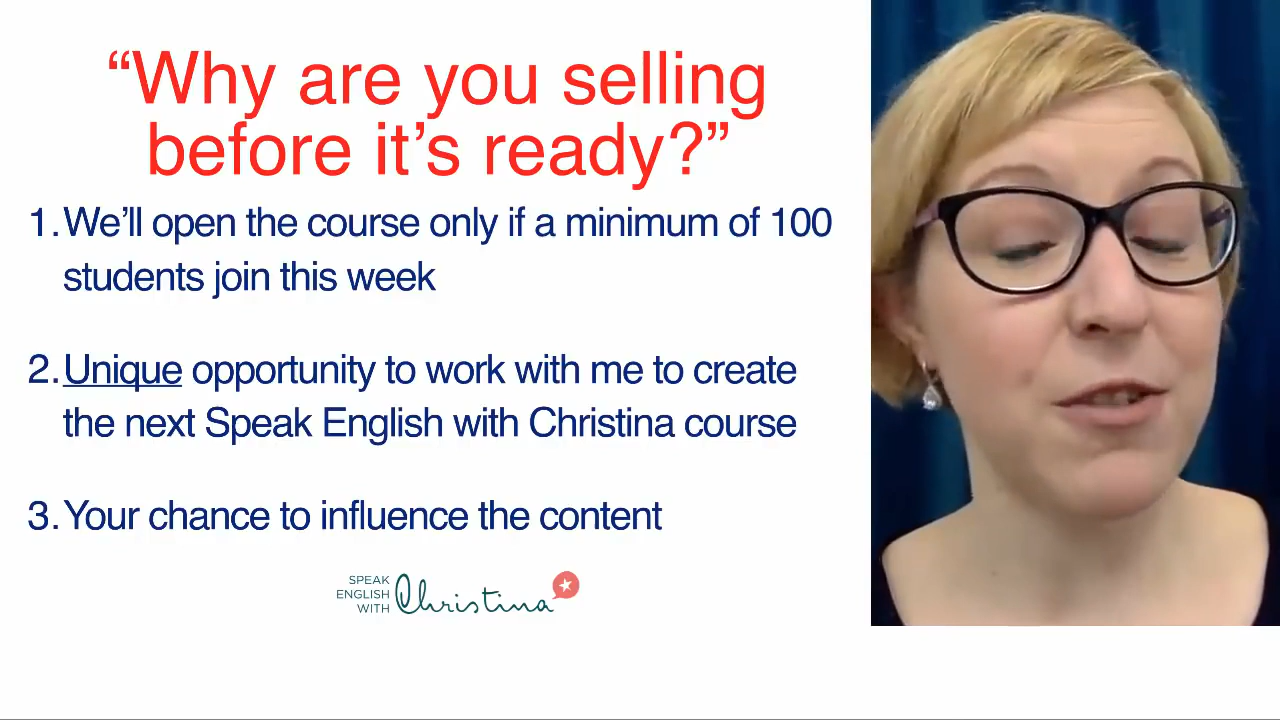 “Why are you selling
before it’s ready?”
1. We’ll open the course only if a minimum of 100
students join this week
2. Unique opportunity to work with me to create
the next Speak English with Christina course
3. Your chance to influence the content
SPEAK
ENGLISH
WITH Christina